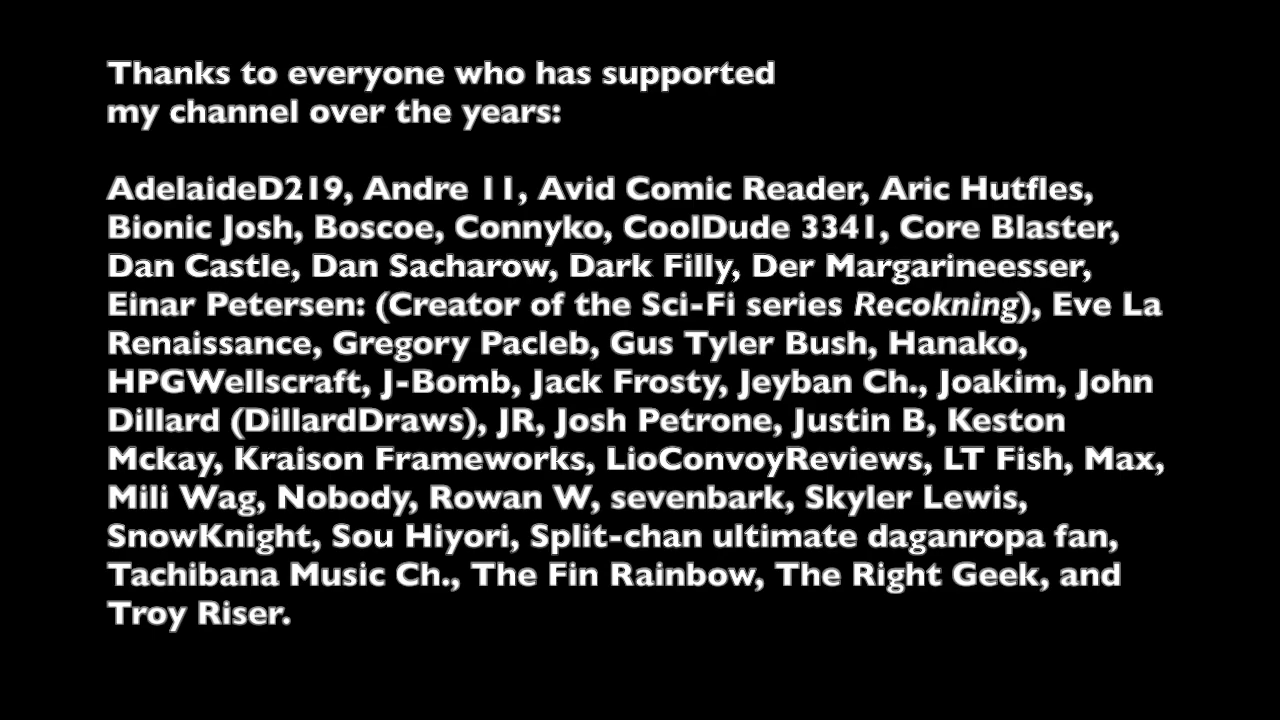 Thanks to everyone who has supported
my channel over the years:
AdelaideD219, Andre 11, Avid Comic Reader, Aric Hutfles,
Bionic Josh, Boscoe, Connyko, CoolDude 3341, Core Blaster,
Dan Castle, Dan Sacharow, Dark Filly, Der Margarineesser,
Einar Petersen: (Creator of the Sci-Fi series Recokning), Eve La
Renaissance, Gregory Pacleb, Gus Tyler Bush, Hanako,
HPGWellscraft, J-Bomb, Jack Frosty, Jeyban Ch., Joakim, John
Dillard (DillardDraws), JR, Josh Petrone, Justin B, Keston
Mckay, Kraison Frameworks, LioConvoyReviews, LT Fish, Max,
Mili Wag, Nobody, Rowan W, sevenbark, Skyler Lewis,
SnowKnight, Sou Hiyori, Split-chan ultimate daganropa fan,
Tachibana Music Ch., The Fin Rainbow, The Right Geek, and
Troy Riser.